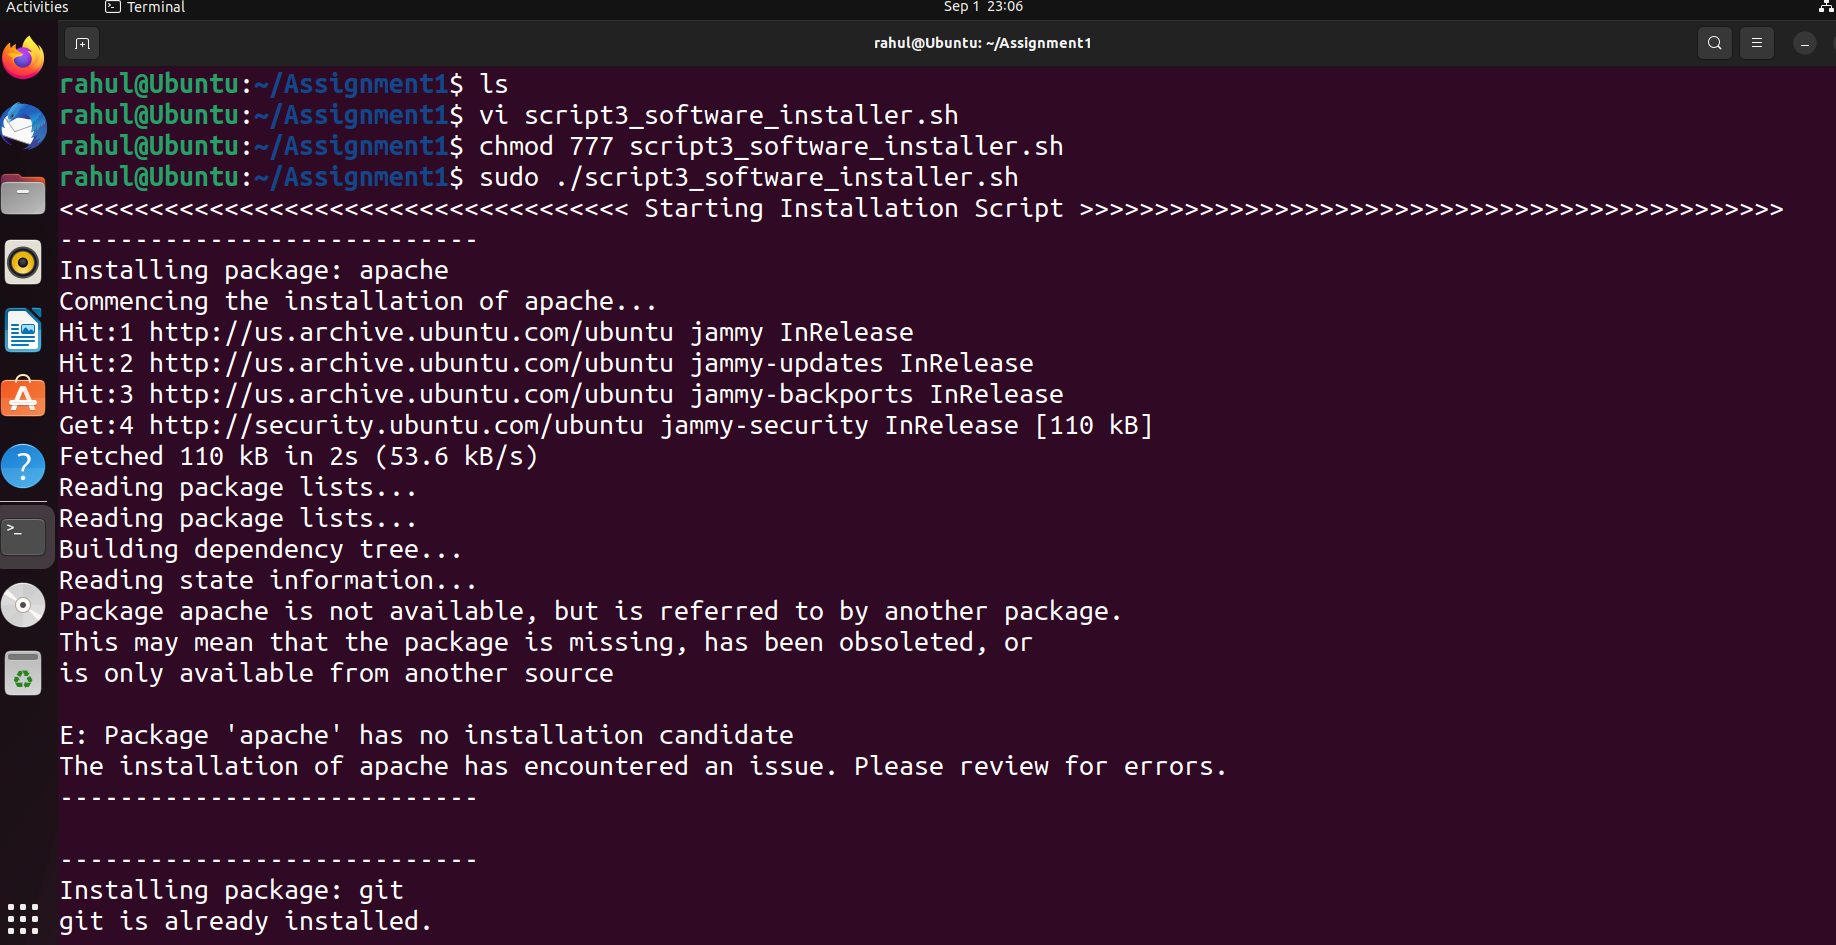 Activities Terminal Sep 1 23:06
rahul@Ubuntu: ~/Assignment1
rahul@Ubuntu:~/Assignment1$ ls
rahul@Ubuntu:~/Assignment1$ vi script3_software_installer.sh
rahul@Ubuntu:~/Assignment1$ chmod 777 script3_software_installer.sh
rahul@Ubuntu:~/Assignment1$ sudo ./script3_software_installer.sh
<<<<<<<<<<<<<<<<<<<<<<<<<<<<<<<<<<<<<< Starting Installation Script >>>>>>>>>>>>>>>>>>>>>>>>>>>>>>>>>>>>>>>>>>>>>>>
----------------------------
Installing package: apache
Commencing the installation of apache...
Hit:1 http://us.archive.ubuntu.com/ubuntu jammy InRelease
Hit:2 http://us.archive.ubuntu.com/ubuntu jammy-updates InRelease
Hit:3 http://us.archive.ubuntu.com/ubuntu jammy-backports InRelease
Get:4 http://security.ubuntu.com/ubuntu jammy-security InRelease [110 kB]
Fetched 110 kB in 2s (53.6 kB/s)
Reading package lists...
Reading package lists...
Building dependency tree...
Reading state information...
Package apache is not available, but is referred to by another package.
This may mean that the package is missing, has been obsoleted, or
is only available from another source
E: Package 'apache' has no installation candidate
The installation of apache has encountered an issue. Please review for errors.
----------------------------
----------------------------
Installing package: git
git is already installed.